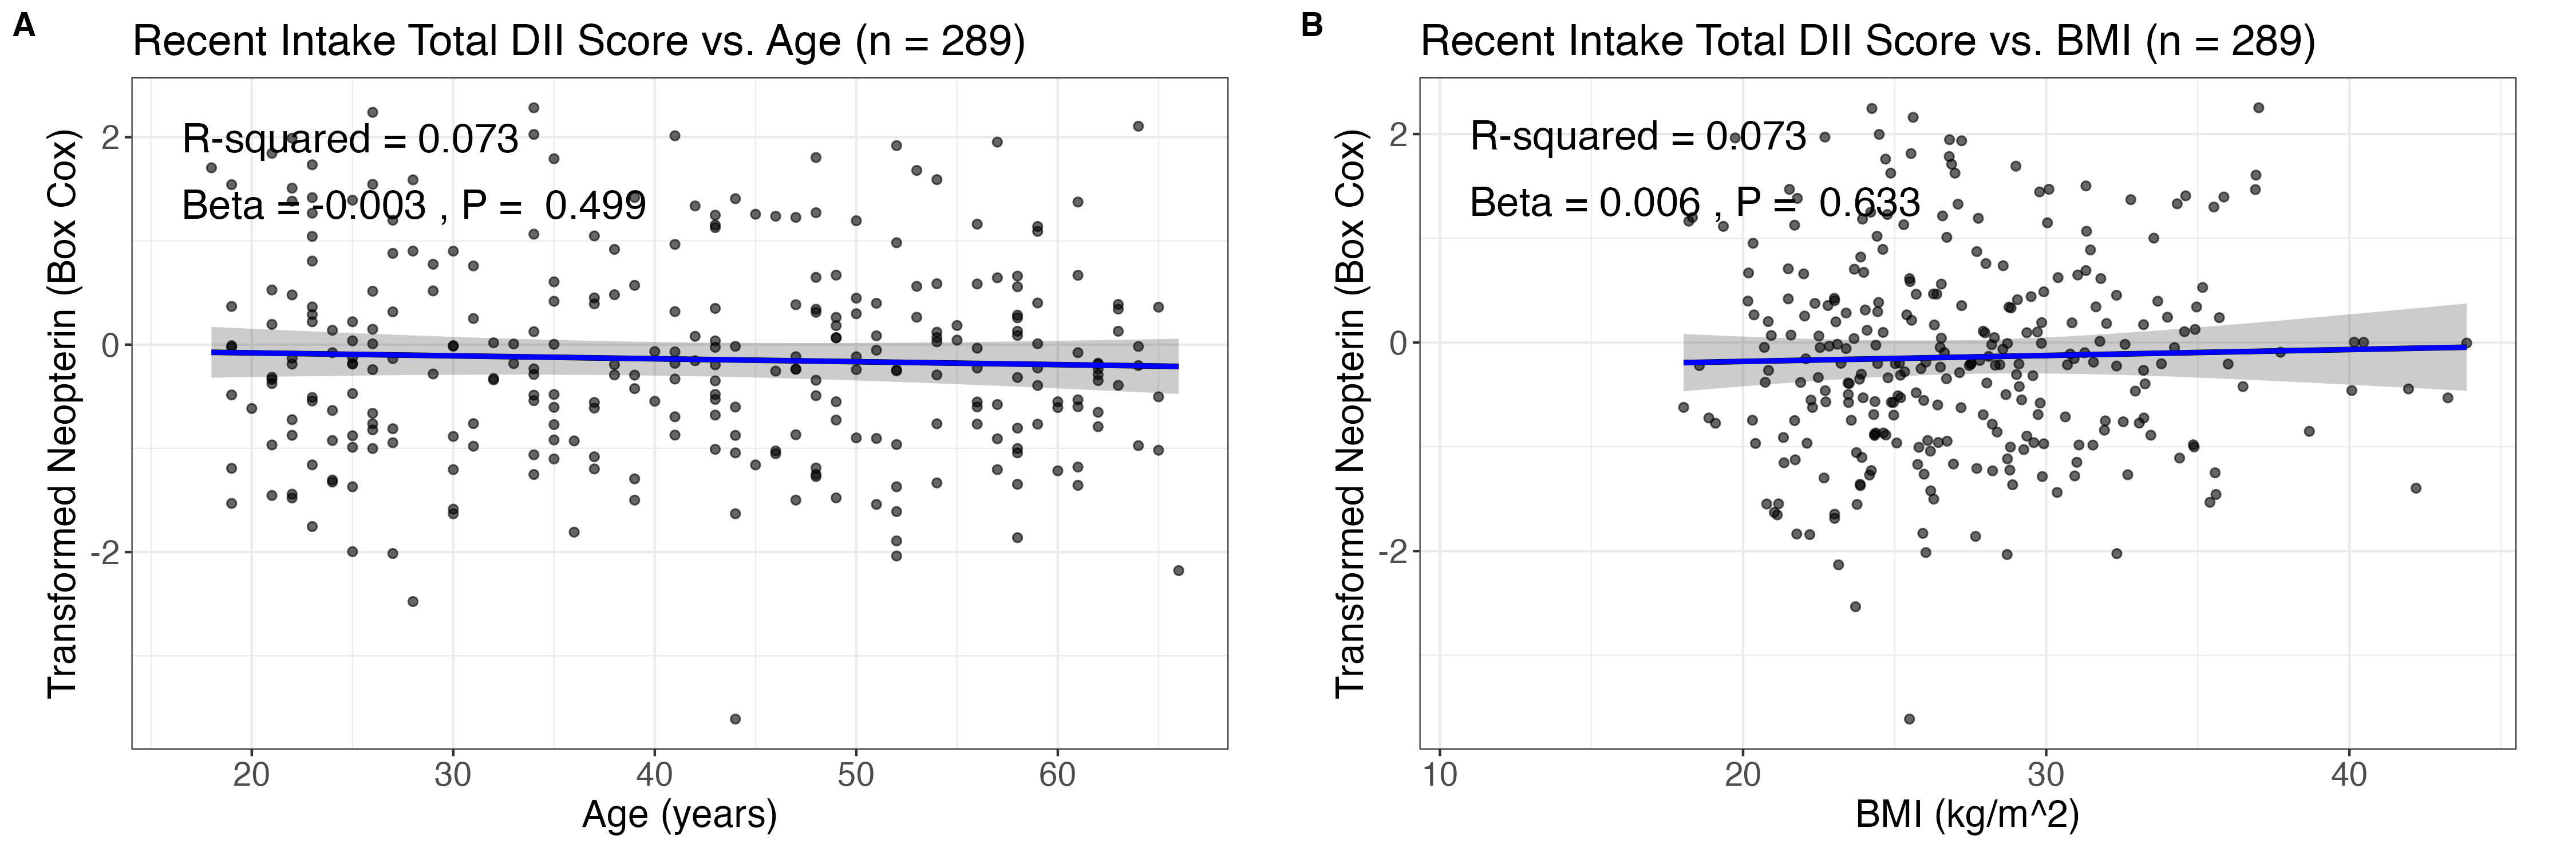 A
Recent Intake Total DII Score vs. Age (n = 289)
R-squared = 0.073
Beta = -0.003 , P =  0.499
Transformed Neopterin (Box Cox)
2
0
-2
20 30 40 50 60
Age (years)
B
Recent Intake Total DII Score vs. BMI (n = 289)
R-squared = 0.073
Beta = 0.006 , P =  0.633
Transformed Neopterin (Box Cox)
2
0
-2
10 20 30 40
BMI (kg/m^2)